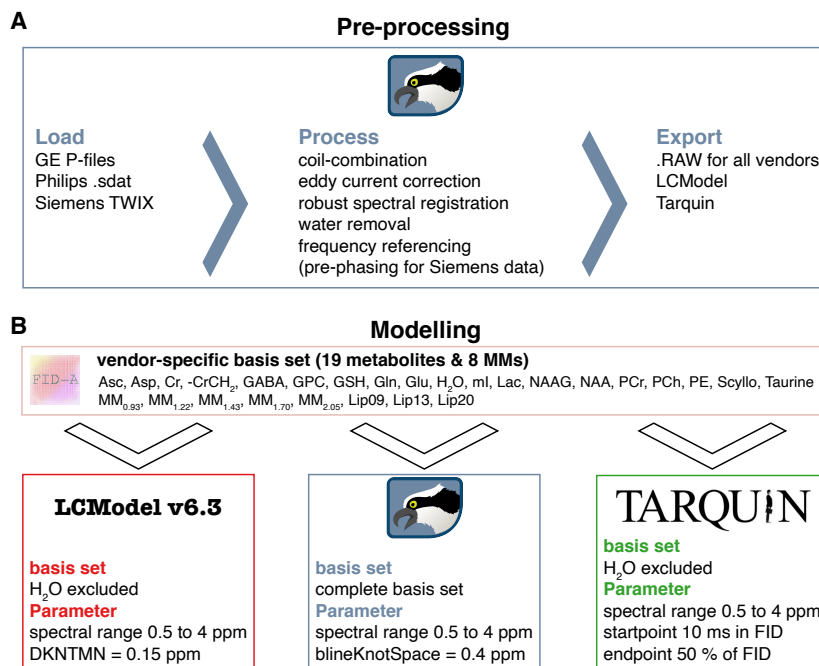 A
Pre-processing
Load
GE P-files
Philips .sdat
Siemens TWIX
Process
coil-combination
eddy current correction
robust spectral registration
water removal
frequency referencing
(pre-phasing for Siemens data)
Export
.RAW for all vendors
LCModel
Tarquin
B
Modelling
FID-A
vendor-specific basis set (19 metabolites & 8 MMs)
Asc, Asp, Cr, -CrCH₂, GABA, GPC, GSH, Gln, Glu, H₂O, mI, Lac, NAAG, NAA, PCr, PCh, PE, Scyllo, Taurine
MM₀.₉₃, MM₁.₂₂, MM₁.₄₃, MM₁.₇₀, MM₂.₀₅, Lip09, Lip13, Lip20
LCModel v6.3
basis set
H₂O excluded
Parameter
spectral range 0.5 to 4 ppm
DKNTMN = 0.15 ppm
basis set
complete basis set
Parameter
spectral range 0.5 to 4 ppm
blineKnotSpace = 0.4 ppm
TARQUIN
basis set
H₂O excluded
Parameter
spectral range 0.5 to 4 ppm
startpoint 10 ms in FID
endpoint 50 % of FID